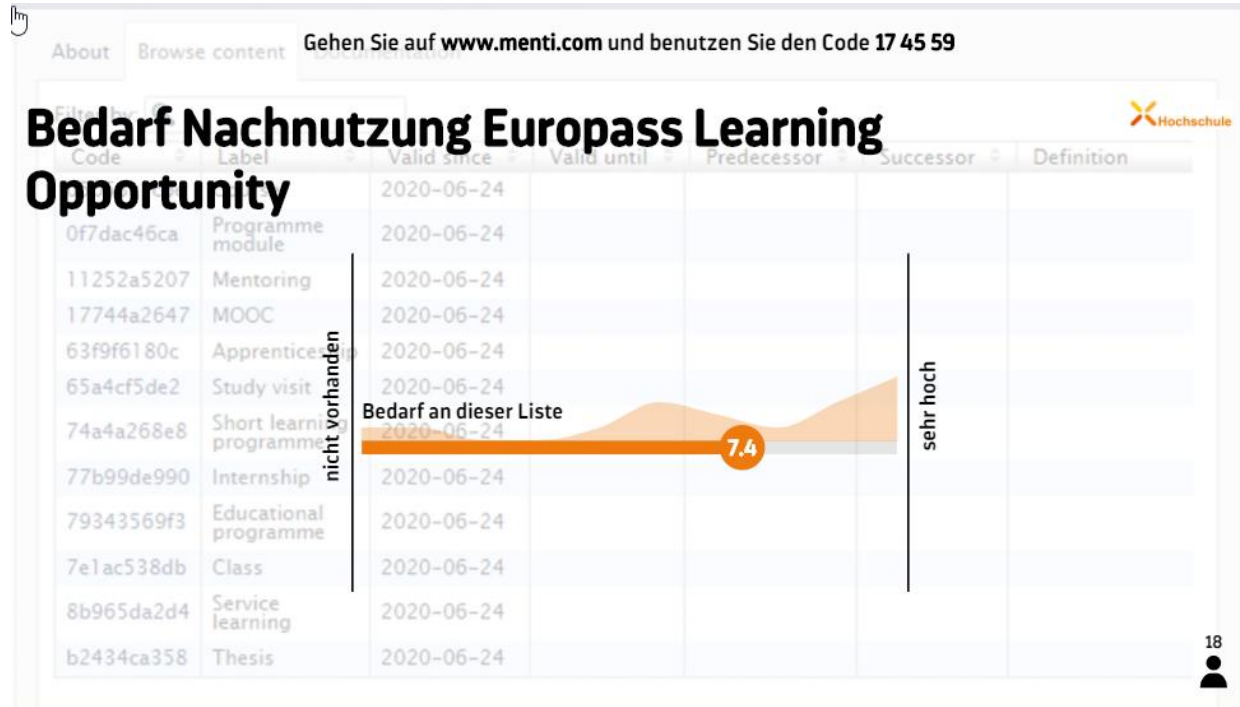 Gehen Sie auf www.menti.com und benutzen Sie den Code 17 45 59
About Browse content Documentation
Bedarf Nachnutzung Europass Learning
Opportunity
Hochschule
Filter by:
Code Label Valid since Valid until Predecessor Successor Definition
2020-06-24
0f7dac46ca Programme module 2020-06-24
11252a5207 Mentoring 2020-06-24
17744a2647 MOOC 2020-06-24
63f9f6180c Apprenticeship 2020-06-24
65a4cf5de2 Study visit 2020-06-24
74a4a268e8 Short learning programme 2020-06-24
77b99de990 Internship 2020-06-24
79343569f3 Educational programme 2020-06-24
7e1ac538db Class 2020-06-24
8b965da2d4 Service learning 2020-06-24
b2434ca358 Thesis 2020-06-24
nicht vorhanden
Bedarf an dieser Liste
7.4
sehr hoch
18